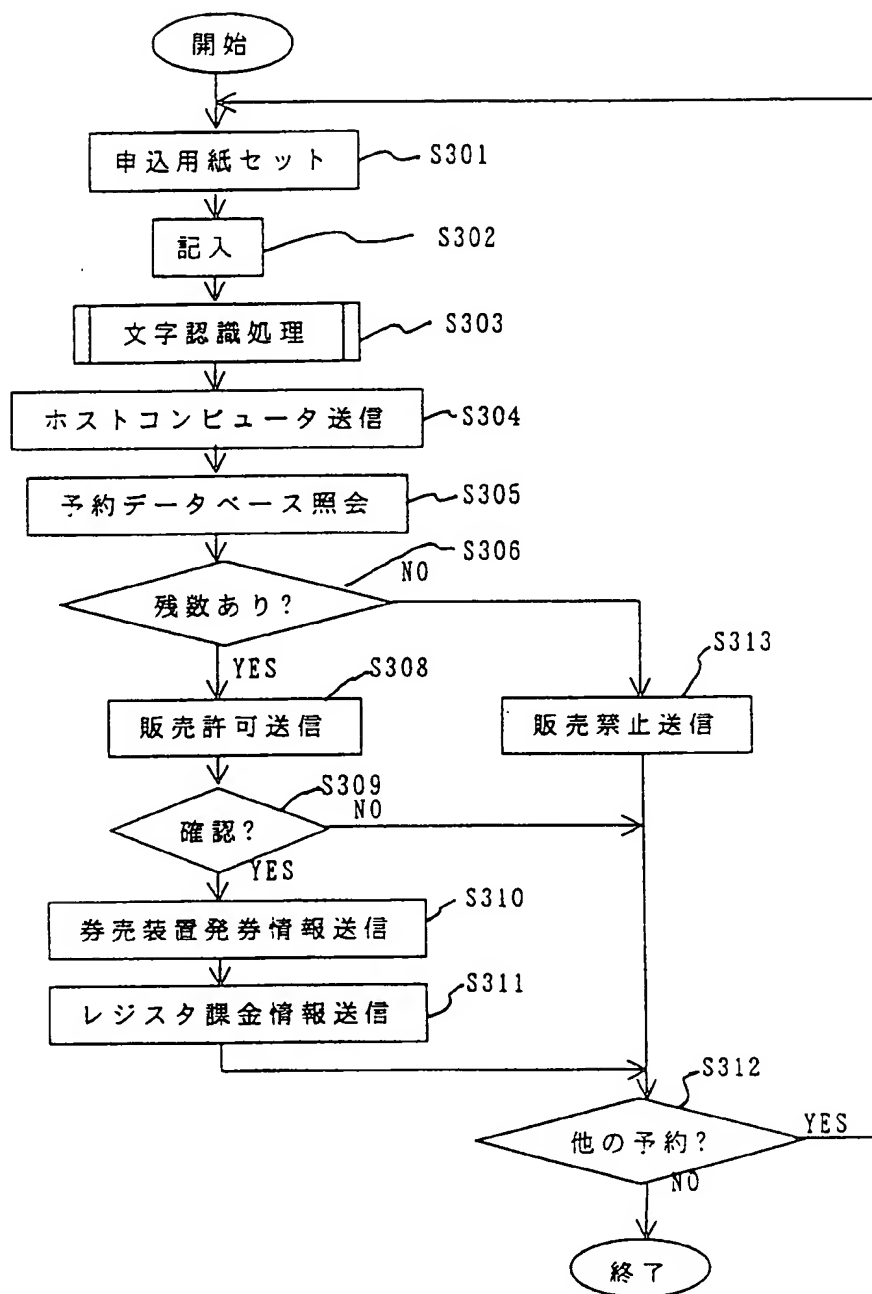 開始
申込用紙セット
S301
記入
S302
文字認識処理
S303
ホストコンピュータ送信
S304
予約データベース照会
S305
S306
残数あり?
NO
YES
S308
販売許可送信
S313
販売禁止送信
S309
確認?
NO
YES
S310
券売装置発券情報送信
S311
レジスタ課金情報送信
S312
他の予約?
YES
NO
終了